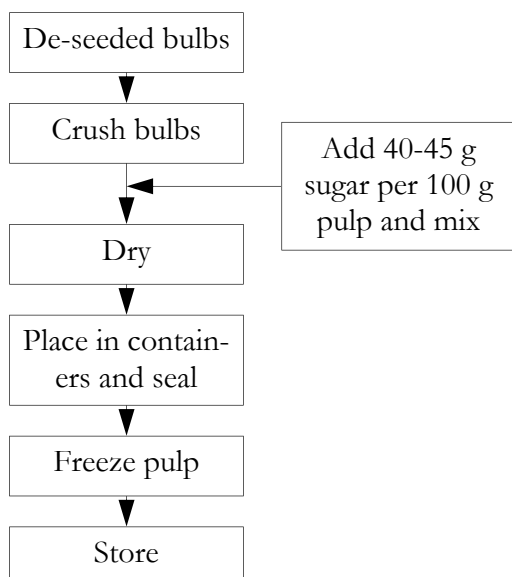 De-seeded bulbs
Crush bulbs
Add 40-45 g
sugar per 100 g
pulp and mix
Dry
Place in contain-
ers and seal
Freeze pulp
Store